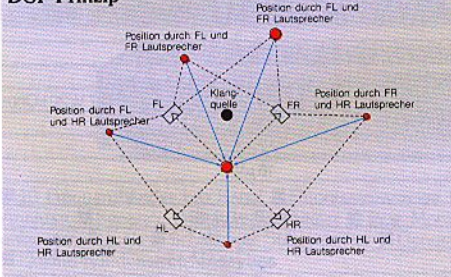 DGP-Prinzip
Position durch FL und
FR Lautsprecher
Position durch FL und
FR Lautsprecher
Klang-
quelle
FL
FR
Position durch FL
und HR Lautsprecher
Position durch FR
und HR Lautsprecher
HL
HR
Position durch HL und
HR Lautsprecher
Position durch HL und
HR Lautsprecher